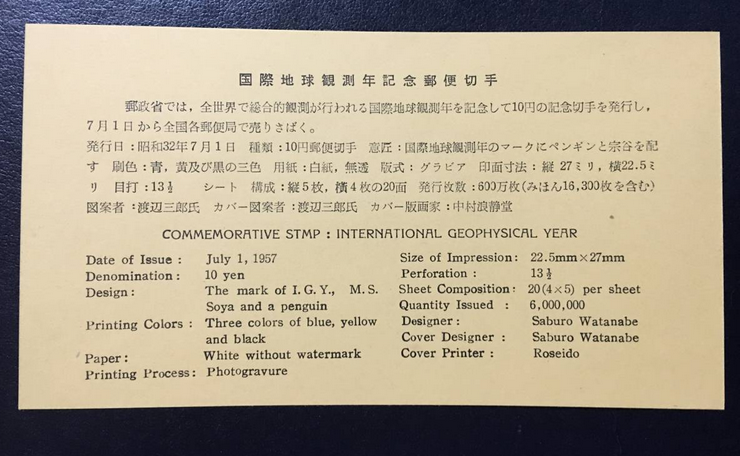 国際地球観測年記念郵便切手
郵政省では，全世界で総合的観測が行われる国際地球観測年を記念して10円の記念切手を発行し，
7月1日から全国各郵便局で売りさばく。
発行日：昭和32年7月1日 種類：10円郵便切手 意匠：国際地球観測年のマークにペンギンと宗谷を配
す 刷色：青，黄及び黒の三色 用紙：白紙，無透 版式：グラビア 印面寸法：縦27ミリ，横22.5ミ
リ 目打：13½ シート 構成：縦5枚，横4枚の20面 発行枚数：600万枚(みほん16,300枚を含む)
図案者：渡辺三郎氏 カバー図案者：渡辺三郎氏 カバー版画家：中村浪静堂
COMMEMORATIVE STMP : INTERNATIONAL GEOPHYSICAL YEAR
Date of Issue : July 1, 1957
Denomination : 10 yen
Design : The mark of I.G.Y., M.S.
Soya and a penguin
Printing Colors : Three colors of blue, yellow
and black
Paper : White without watermark
Printing Process : Photogravure
Size of Impression : 22.5mm×27mm
Perforation : 13½
Sheet Composition : 20(4×5) per sheet
Quantity Issued : 6,000,000
Designer : Saburo Watanabe
Cover Designer : Saburo Watanabe
Cover Printer : Roseido